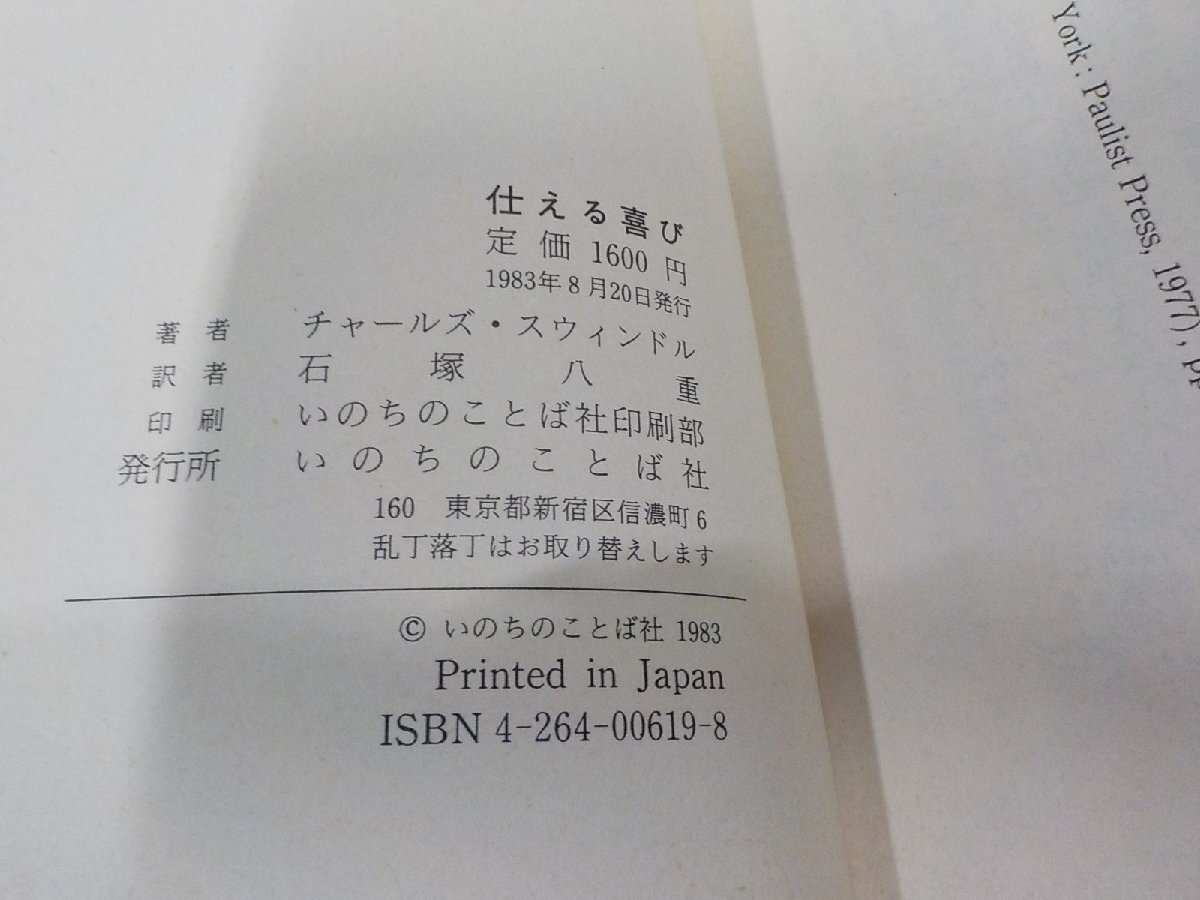 仕える喜び
定価 1600 円
1983年8月20日発行
著者 チャールズ・スウィンドル
訳者 石塚八重
印刷 いのちのことば社印刷部
発行所 いのちのことば社
160 東京都新宿区信濃町6
乱丁落丁はお取り替えします
© いのちのことば社 1983
Printed in Japan
ISBN 4-264-00619-8
York: Paulist Press, 1977), pp